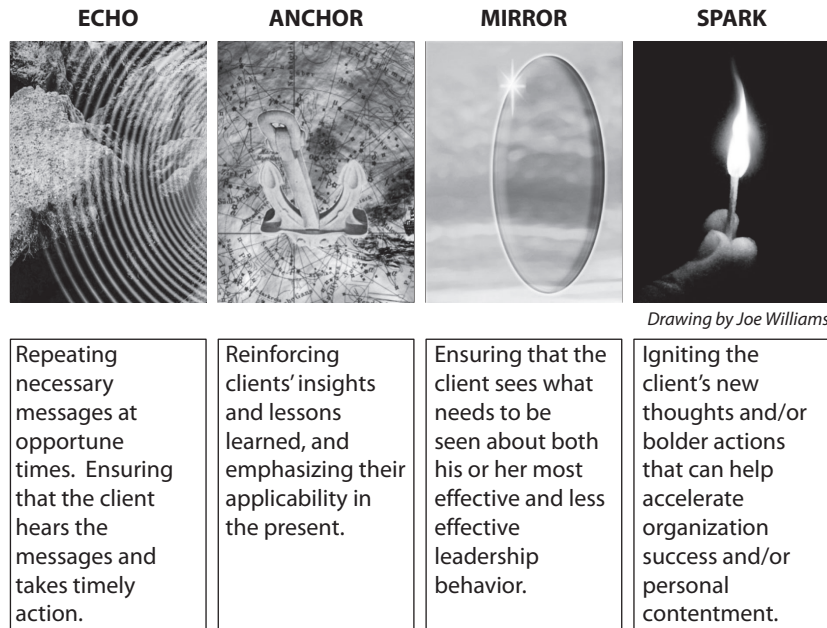 ECHO
ANCHOR
MIRROR
SPARK
Drawing by Joe Williams
Repeating
necessary
messages at
opportune
times.  Ensuring
that the client
hears the
messages and
takes timely
action.
Reinforcing
clients’ insights
and lessons
learned, and
emphasizing their
applicability in
the present.
Ensuring that the
client sees what
needs to be
seen about both
his or her most
effective and less
effective
leadership
behavior.
Igniting the
client’s new
thoughts and/or
bolder actions
that can help
accelerate
organization
success and/or
personal
contentment.